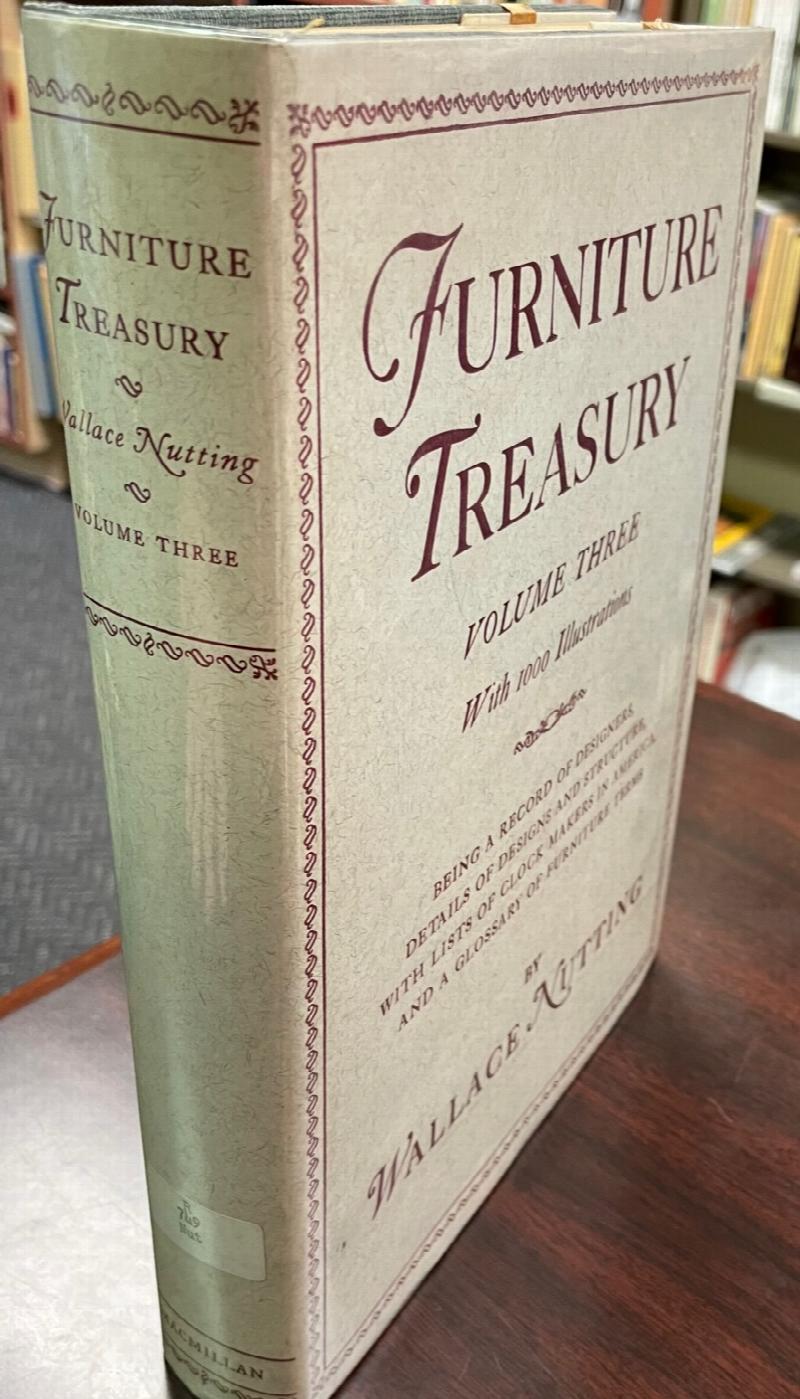 FURNITURE
TREASURY
Wallace Nutting
VOLUME THREE
R
749
Nut
MACMILLAN
FURNITURE
TREASURY
VOLUME THREE
With 1000 Illustrations
BEING A RECORD OF DESIGNERS,
DETAILS OF DESIGNS AND STRUCTURE,
WITH LISTS OF CLOCK MAKERS IN AMERICA,
AND A GLOSSARY OF FURNITURE TERMS
BY
WALLACE NUTTING